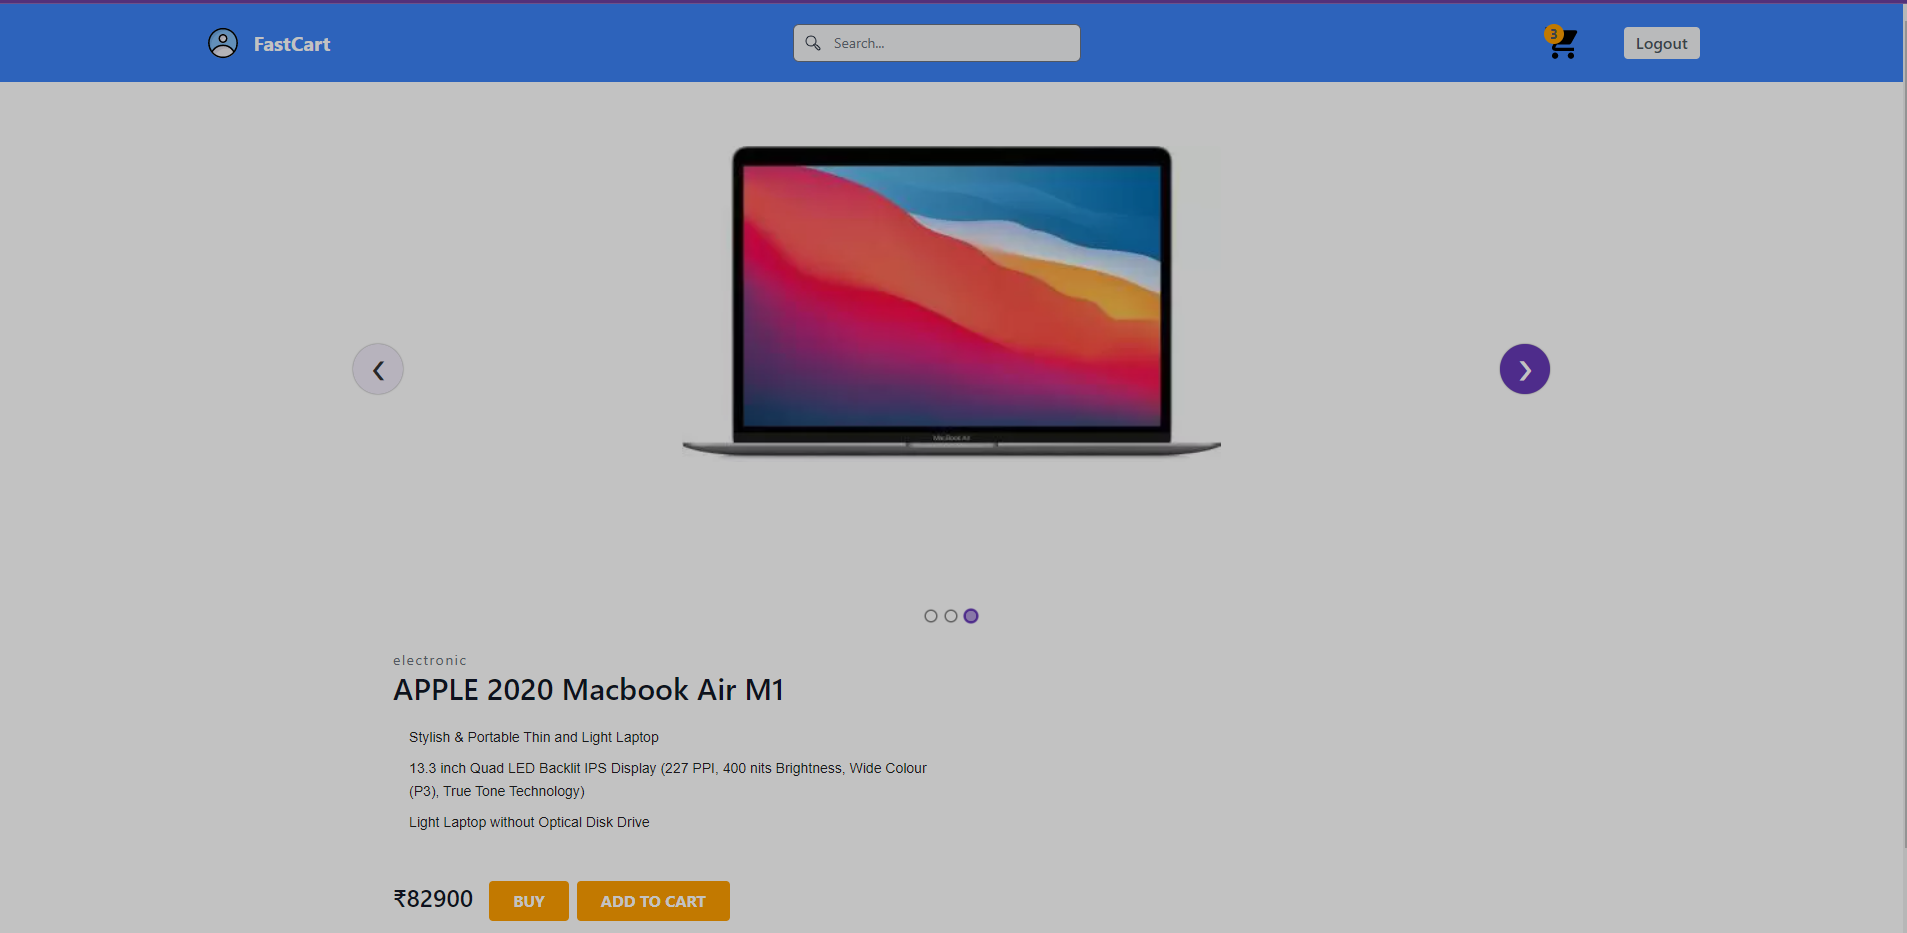 FastCart
Search...
3
Logout
MacBook Air
electronic
APPLE 2020 Macbook Air M1
Stylish & Portable Thin and Light Laptop
13.3 inch Quad LED Backlit IPS Display (227 PPI, 400 nits Brightness, Wide Colour
(P3), True Tone Technology)
Light Laptop without Optical Disk Drive
₹82900
BUY
ADD TO CART